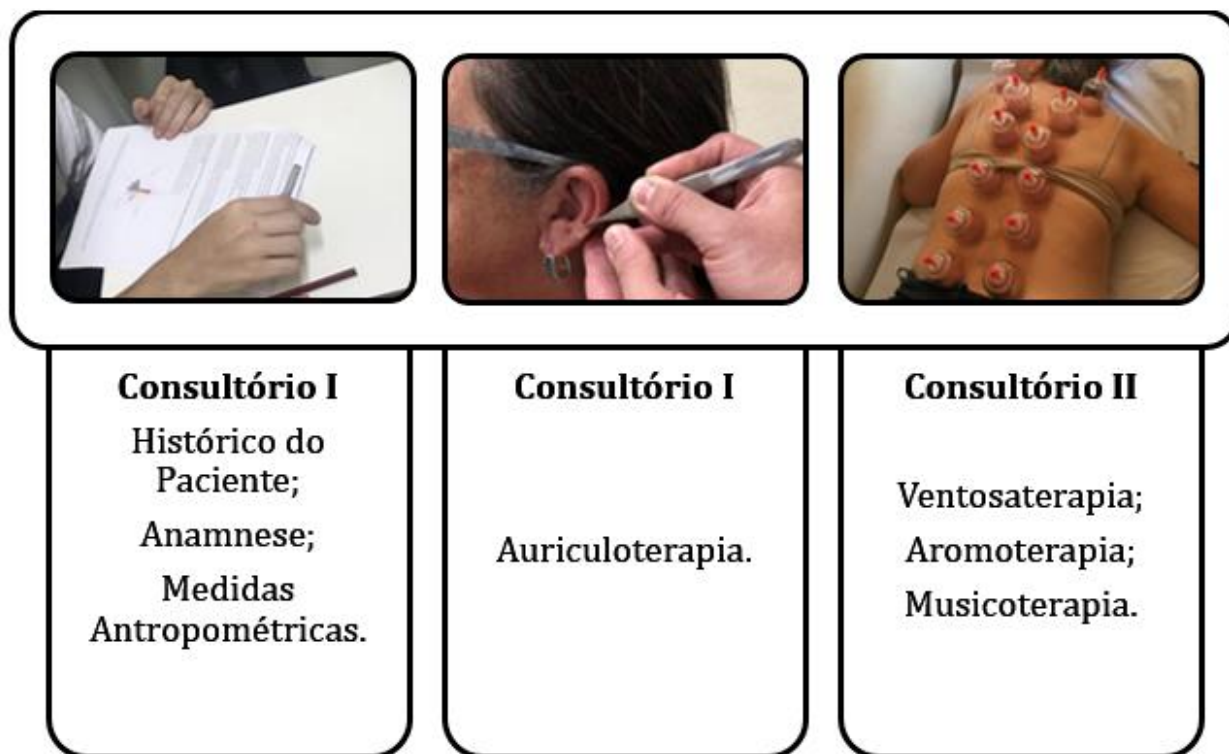 Consultório I
Histórico do
Paciente;
Anamnese;
Medidas
Antropométricas.
Consultório I
Auriculoterapia.
Consultório II
Ventosaterapia;
Aromoterapia;
Musicoterapia.